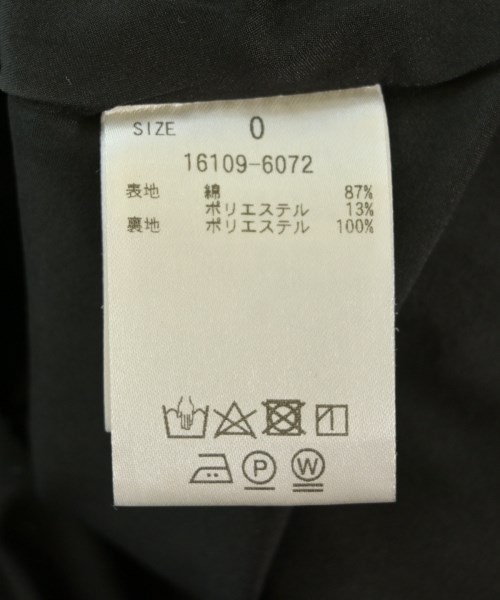 SIZE 0
16109-6072
表地 綿 87%
ポリエステル 13%
裏地 ポリエステル 100%
P W